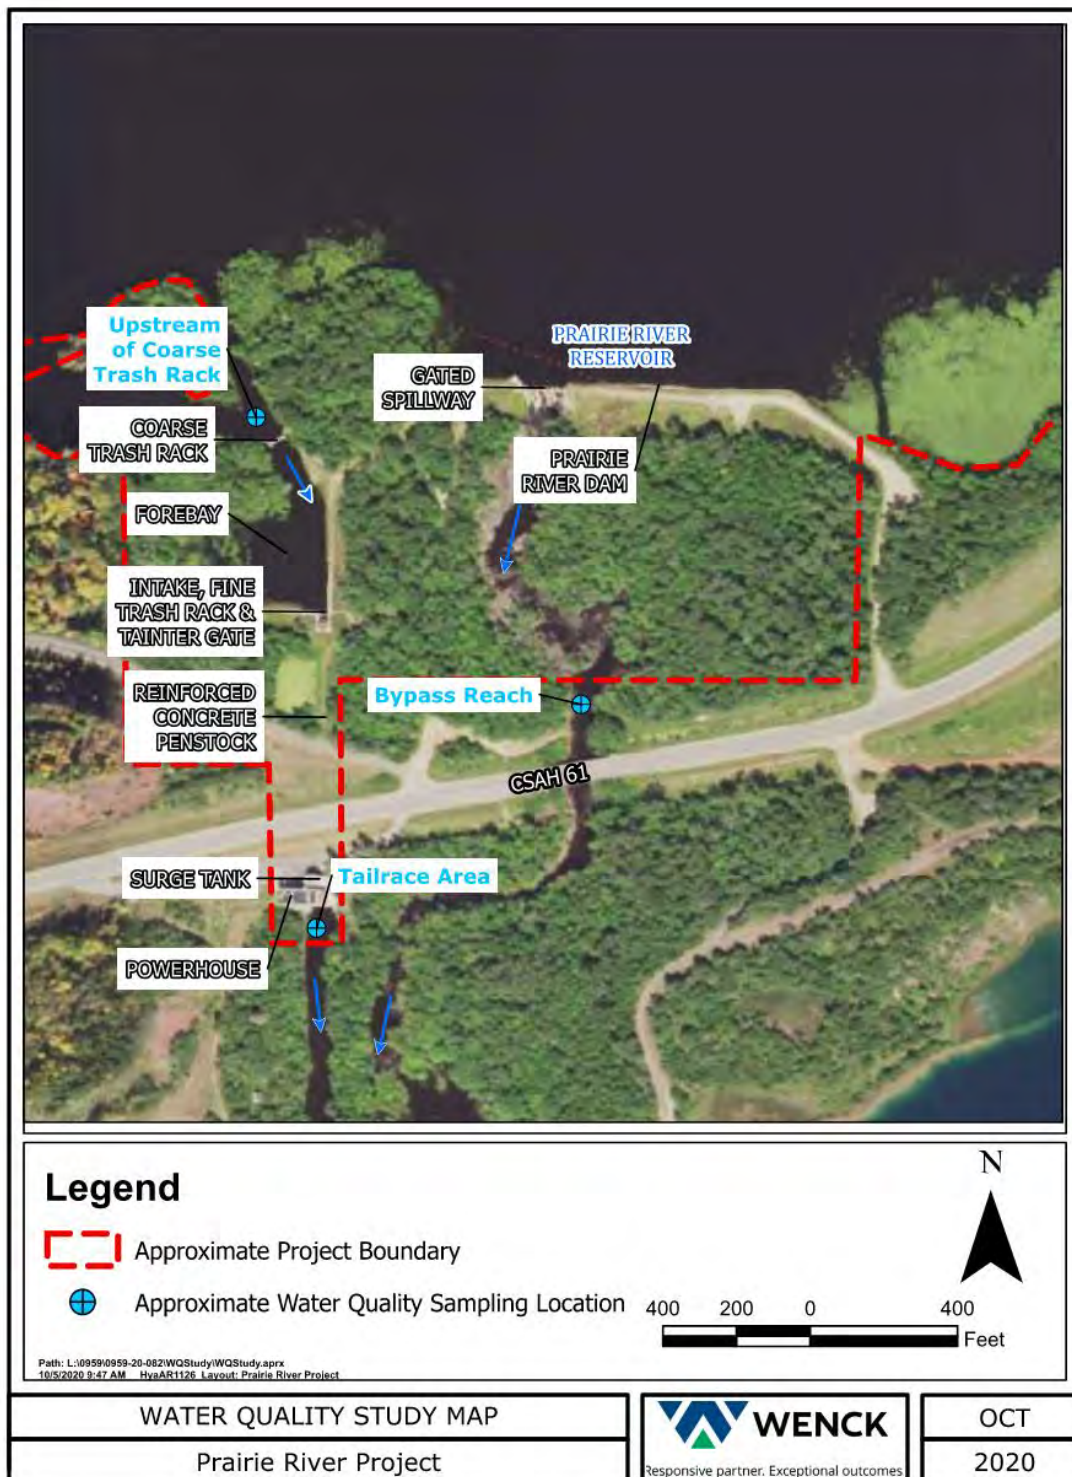 Upstream
of Coarse
Trash Rack
PRAIRIE RIVER
RESERVOIR
GATED
SPILLWAY
COARSE
TRASH RACK
PRAIRIE
RIVER DAM
FOREBAY
INTAKE, FINE
TRASH RACK &
TAINTER GATE
REINFORCED
CONCRETE
PENSTOCK
Bypass Reach
CSAH 61
SURGE TANK
Tailrace Area
POWERHOUSE
Legend
Approximate Project Boundary
Approximate Water Quality Sampling Location
N
400 200 0 400
Feet
Path: L:\0959\0959-20-082\WQStudy\WQStudy.aprx
10/5/2020 9:47 AM HyaAR1126 Layout: Prairie River Project
WATER QUALITY STUDY MAP
Prairie River Project
WENCK
Responsive partner. Exceptional outcomes
OCT
2020